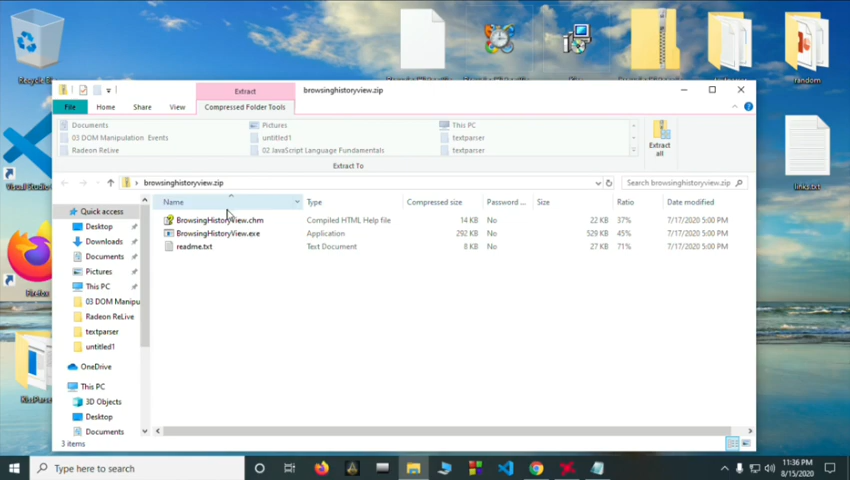 Extract
browsinghistoryview.zip
File
Home
Share
View
Compressed Folder Tools
Documents
Pictures
This PC
03 DOM Manipulation Events
untitled1
textparser
Radeon ReLive
02 JavaScript Language Fundamentals
textparser
Extract
all
Extract To
browsinghistoryview.zip
Search browsinghistoryview.zip
Name
Type
Compressed size
Password ...
Size
Ratio
Date modified
BrowsingHistoryView.chm
Compiled HTML Help file
14 KB
No
22 KB
37%
7/17/2020 5:00 PM
BrowsingHistoryView.exe
Application
292 KB
No
529 KB
45%
7/17/2020 5:00 PM
readme.txt
Text Document
8 KB
No
27 KB
71%
7/17/2020 5:00 PM
Quick access
Desktop
Downloads
Documents
Pictures
This PC
03 DOM Manipu
Radeon ReLive
textparser
untitled1
OneDrive
This PC
3D Objects
Desktop
Documents
3 items
Recycle Bin
Visual Studio
Firefox
random
links.txt
Type here to search
11:36 PM
8/15/2020